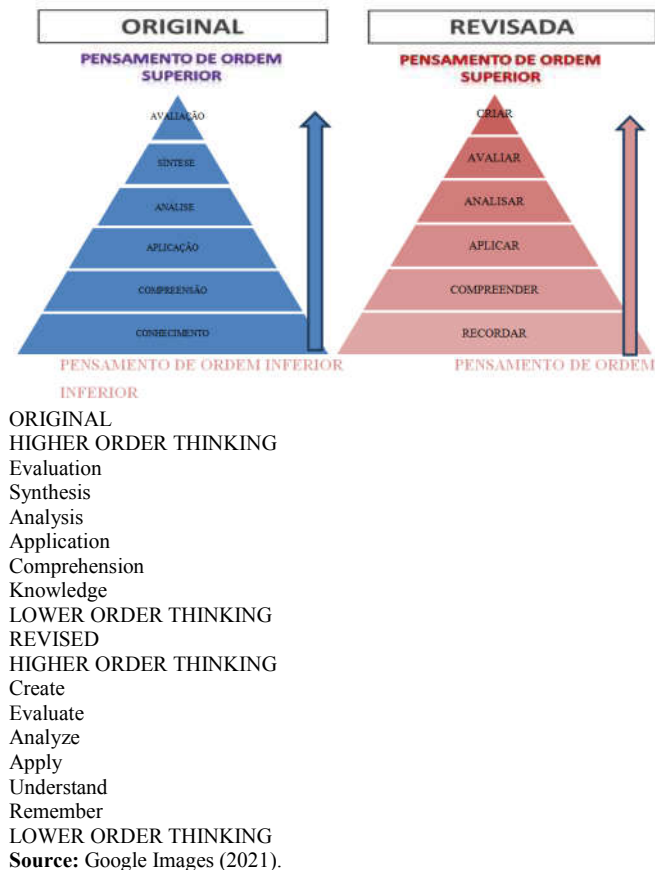 ORIGINAL
PENSAMENTO DE ORDEM
SUPERIOR
AVALIAÇÃO
SÍNTESE
ANÁLISE
APLICAÇÃO
COMPREENSÃO
CONHECIMENTO
REVISADA
PENSAMENTO DE ORDEM
SUPERIOR
CRIAR
AVALIAR
ANALISAR
APLICAR
COMPREENDER
RECORDAR
PENSAMENTO DE ORDEM INFERIOR
PENSAMENTO DE ORDEM
INFERIOR
ORIGINAL
HIGHER ORDER THINKING
Evaluation
Synthesis
Analysis
Application
Comprehension
Knowledge
LOWER ORDER THINKING
REVISED
HIGHER ORDER THINKING
Create
Evaluate
Analyze
Apply
Understand
Remember
LOWER ORDER THINKING
Source: Google Images (2021).